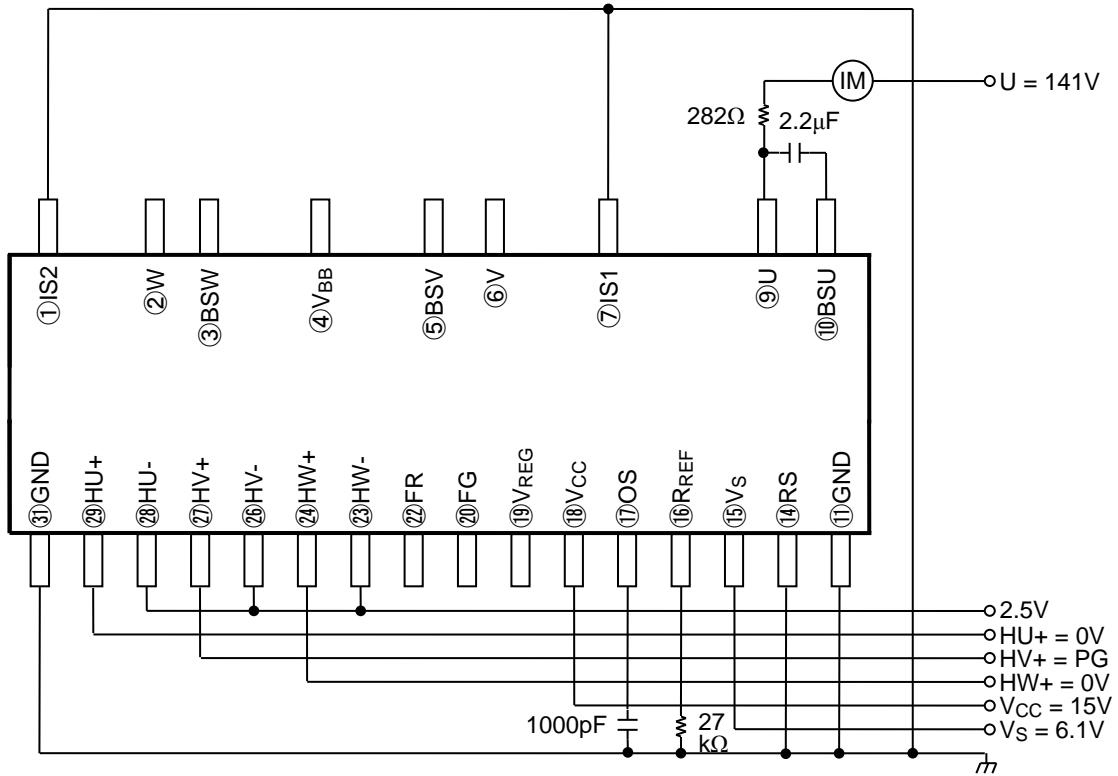 IM
U = 141V
282Ω
2.2μF
①IS2
②W
③BSW
④VBB
⑤BSV
⑥V
⑦IS1
⑨U
⑩BSU
㉛GND
㉙HU+
㉘HU-
㉗HV+
㉖HV-
㉔HW+
㉓HW-
㉒FR
⑳FG
⑲VREG
⑱VCC
⑰OS
⑯RREF
⑮VS
⑭RS
⑪GND
2.5V
HU+ = 0V
HV+ = PG
HW+ = 0V
VCC = 15V
VS = 6.1V
1000pF
27
kΩ